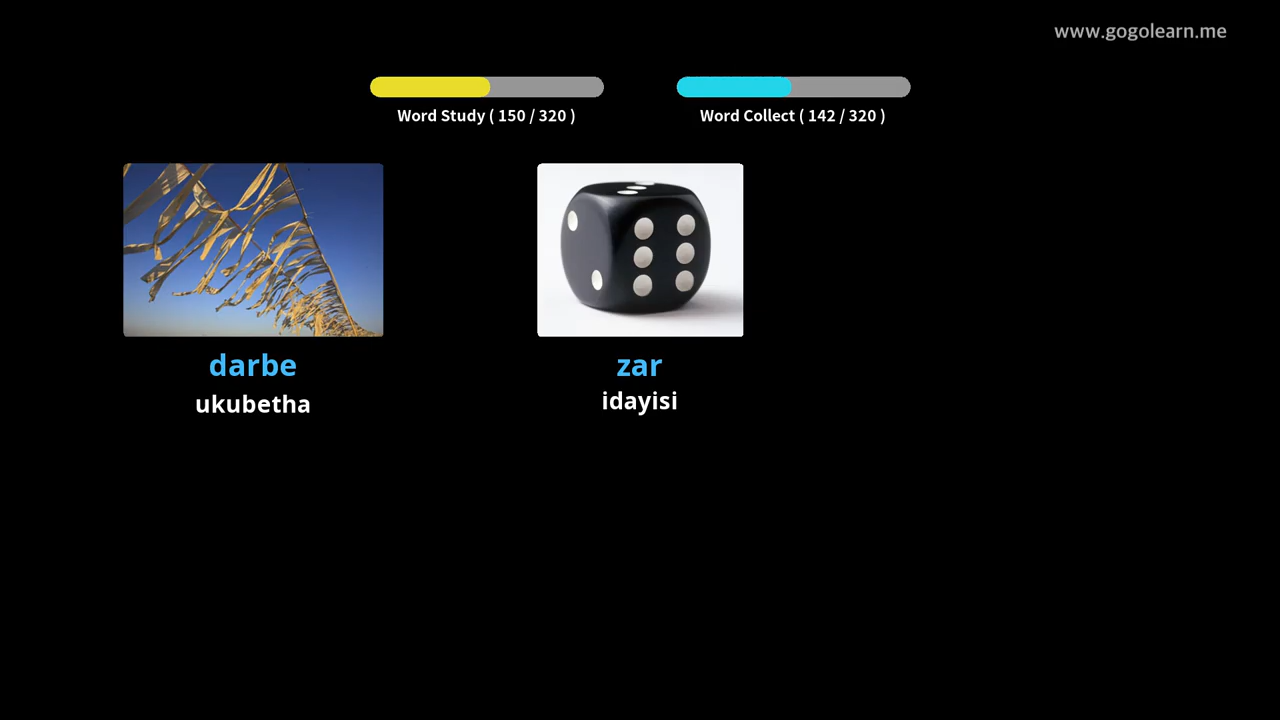 www.gogolearn.me
Word Study ( 150 / 320 )
Word Collect ( 142 / 320 )
darbe
ukubetha
zar
idayisi